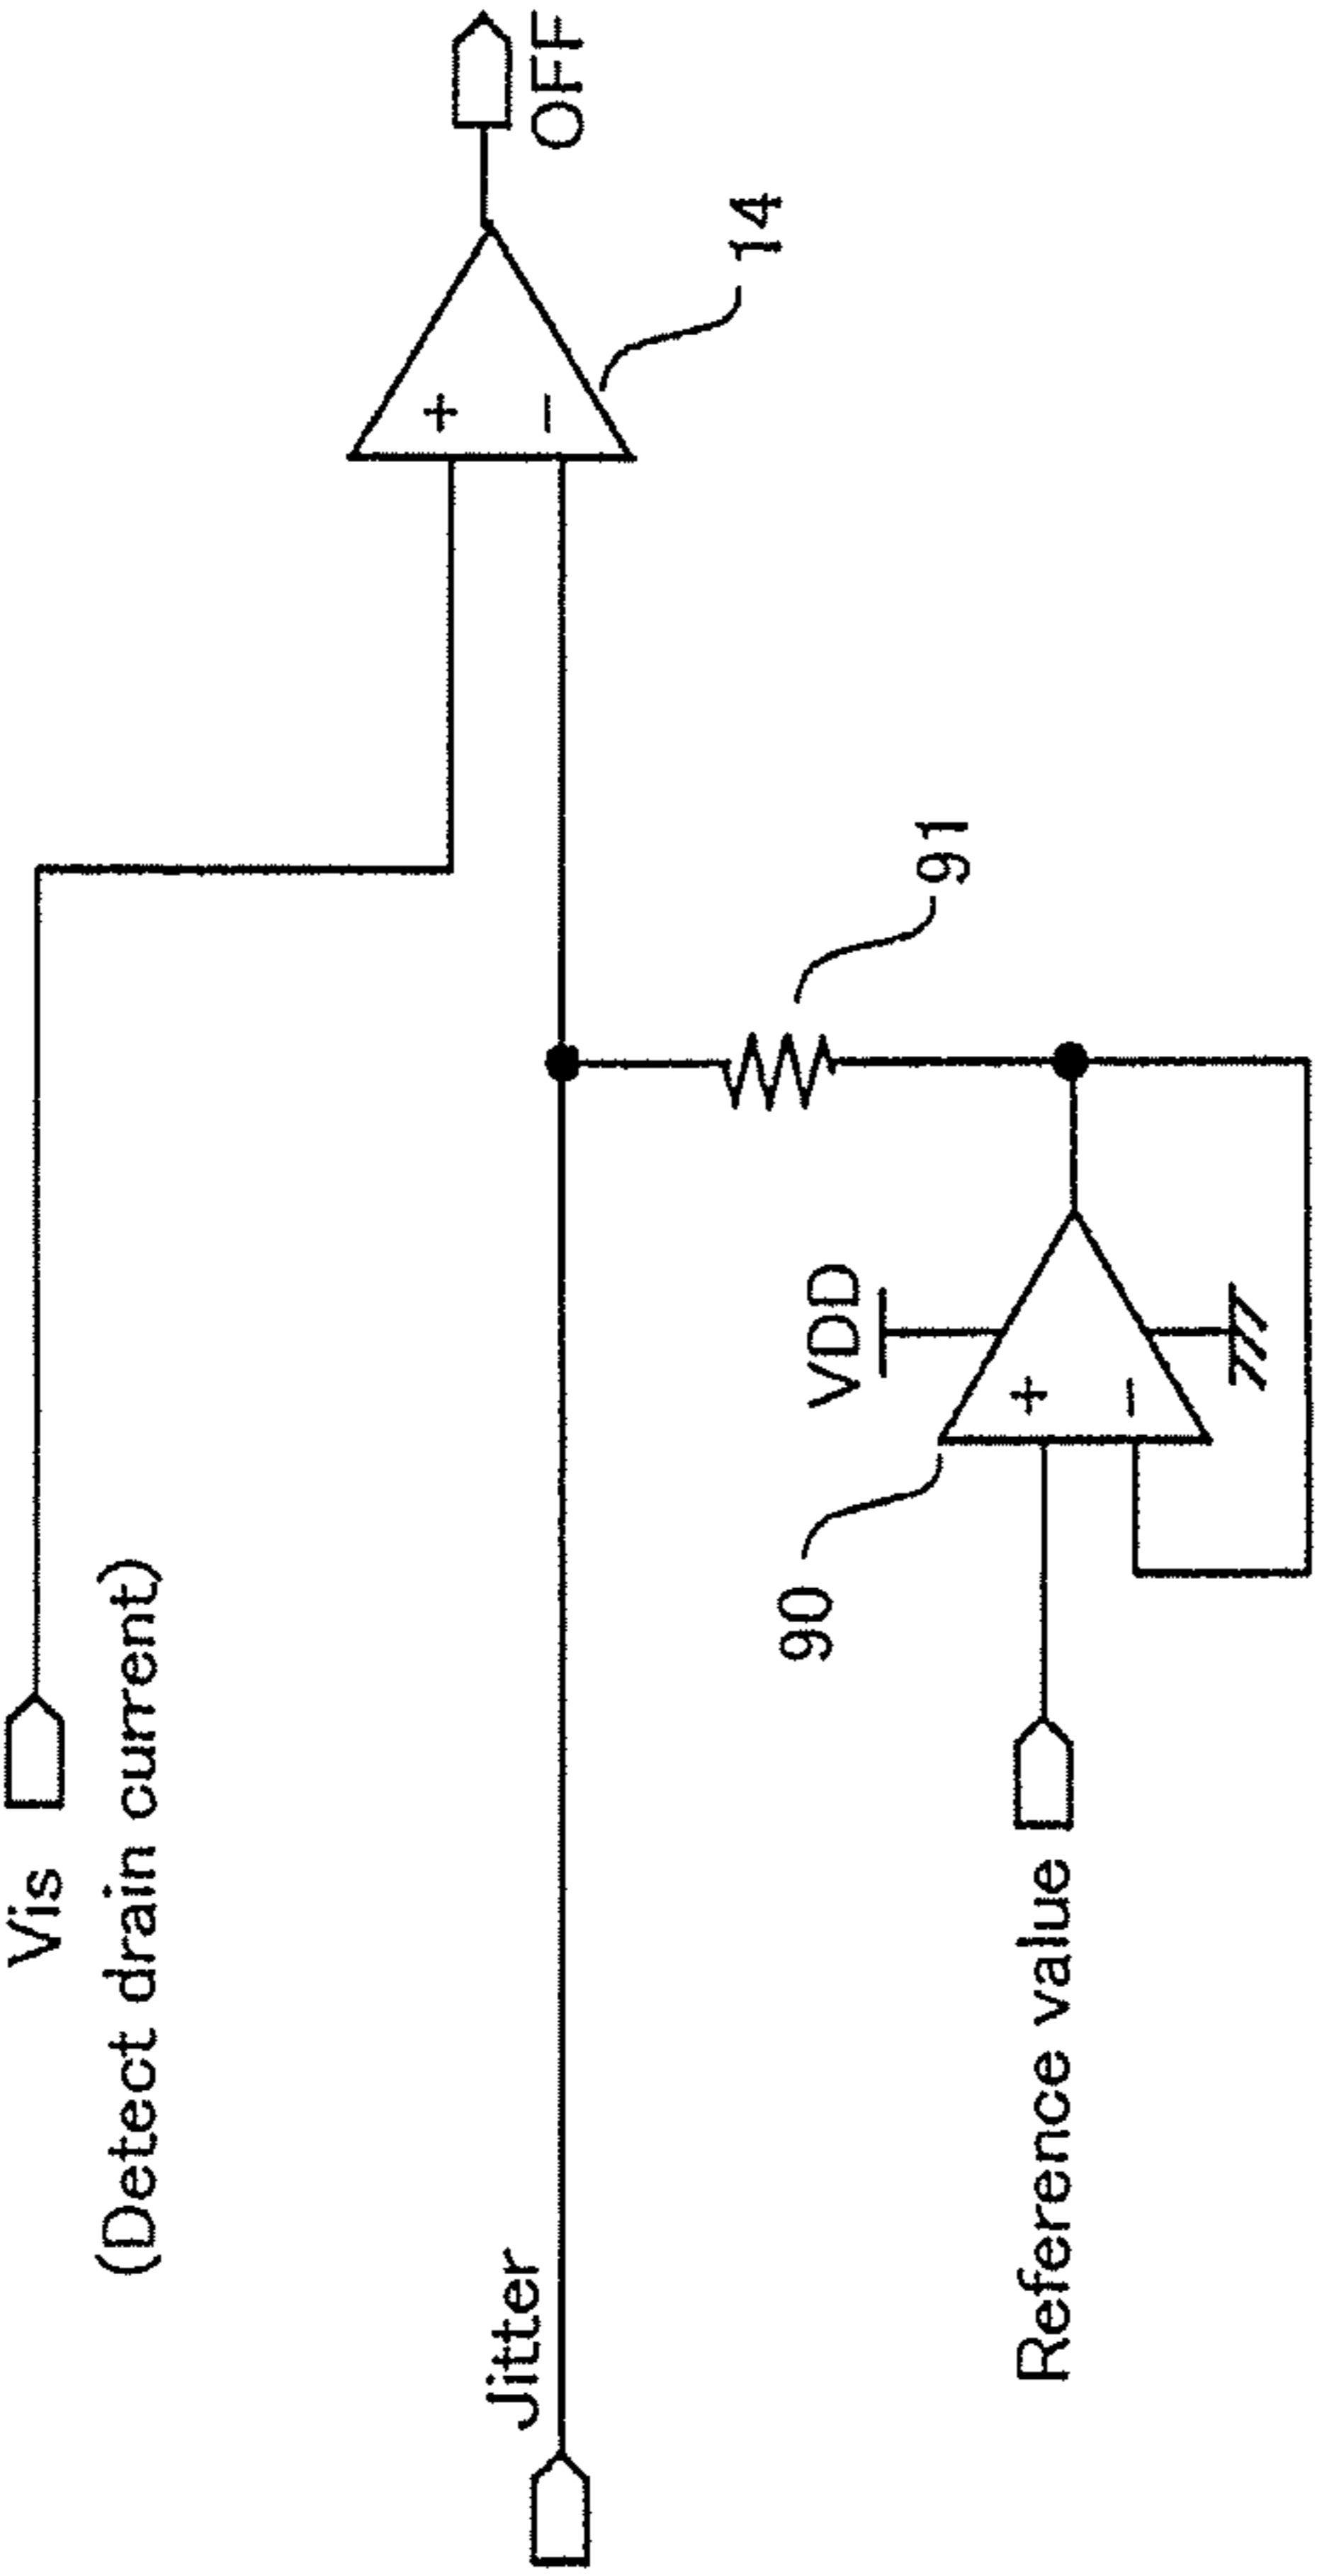 Vis
(Detect drain current)
OFF
+
−
14
Jitter
91
VDD
90
+
−
Reference value